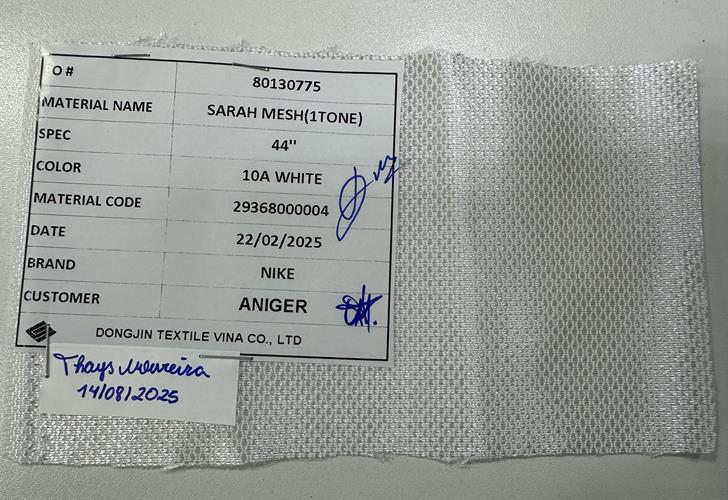 O # 80130775
MATERIAL NAME SARAH MESH(1TONE)
SPEC 44"
COLOR 10A WHITE
MATERIAL CODE 29368000004
DATE 22/02/2025
BRAND NIKE
CUSTOMER ANIGER
DONGJIN TEXTILE VINA CO., LTD
Thays Moreira
14/08/2025